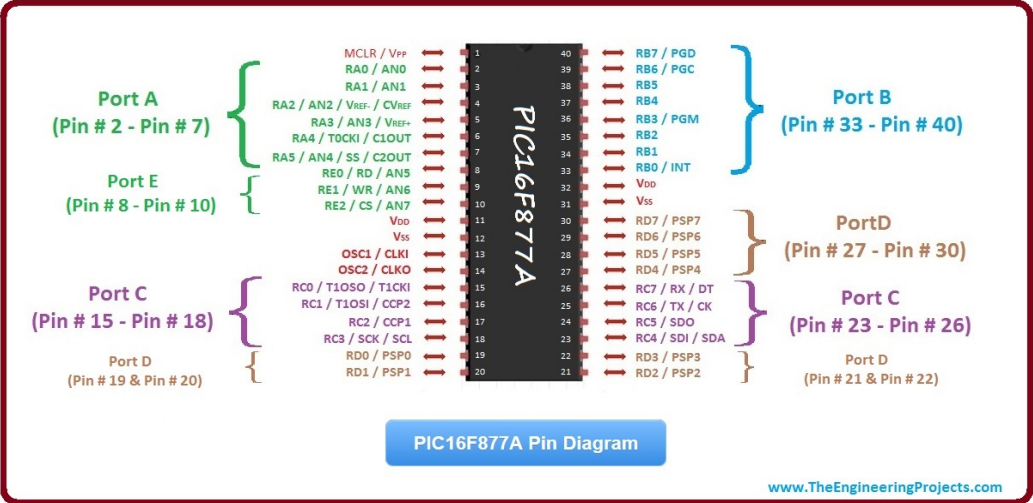 MCLR / VPP 1 40 RB7 / PGD
RA0 / AN0 2 39 RB6 / PGC
RA1 / AN1 3 38 RB5
RA2 / AN2 / VREF- / CVREF 4 37 RB4
RA3 / AN3 / VREF+ 5 36 RB3 / PGM
RA4 / T0CKI / C1OUT 6 35 RB2
RA5 / AN4 / SS / C2OUT 7 34 RB1
RE0 / RD / AN5 8 33 RB0 / INT
RE1 / WR / AN6 9 32 VDD
RE2 / CS / AN7 10 31 VSS
VDD 11 30 RD7 / PSP7
VSS 12 29 RD6 / PSP6
OSC1 / CLKI 13 28 RD5 / PSP5
OSC2 / CLKO 14 27 RD4 / PSP4
RC0 / T1OSO / T1CKI 15 26 RC7 / RX / DT
RC1 / T1OSI / CCP2 16 25 RC6 / TX / CK
RC2 / CCP1 17 24 RC5 / SDO
RC3 / SCK / SCL 18 23 RC4 / SDI / SDA
RD0 / PSP0 19 22 RD3 / PSP3
RD1 / PSP1 20 21 RD2 / PSP2
PIC16F877A
Port A
(Pin # 2 - Pin # 7)
Port E
(Pin # 8 - Pin # 10)
Port C
(Pin # 15 - Pin # 18)
Port D
(Pin # 19 & Pin # 20)
Port B
(Pin # 33 - Pin # 40)
PortD
(Pin # 27 - Pin # 30)
Port C
(Pin # 23 - Pin # 26)
Port D
(Pin # 21 & Pin # 22)
PIC16F877A Pin Diagram
www.TheEngineeringProjects.com